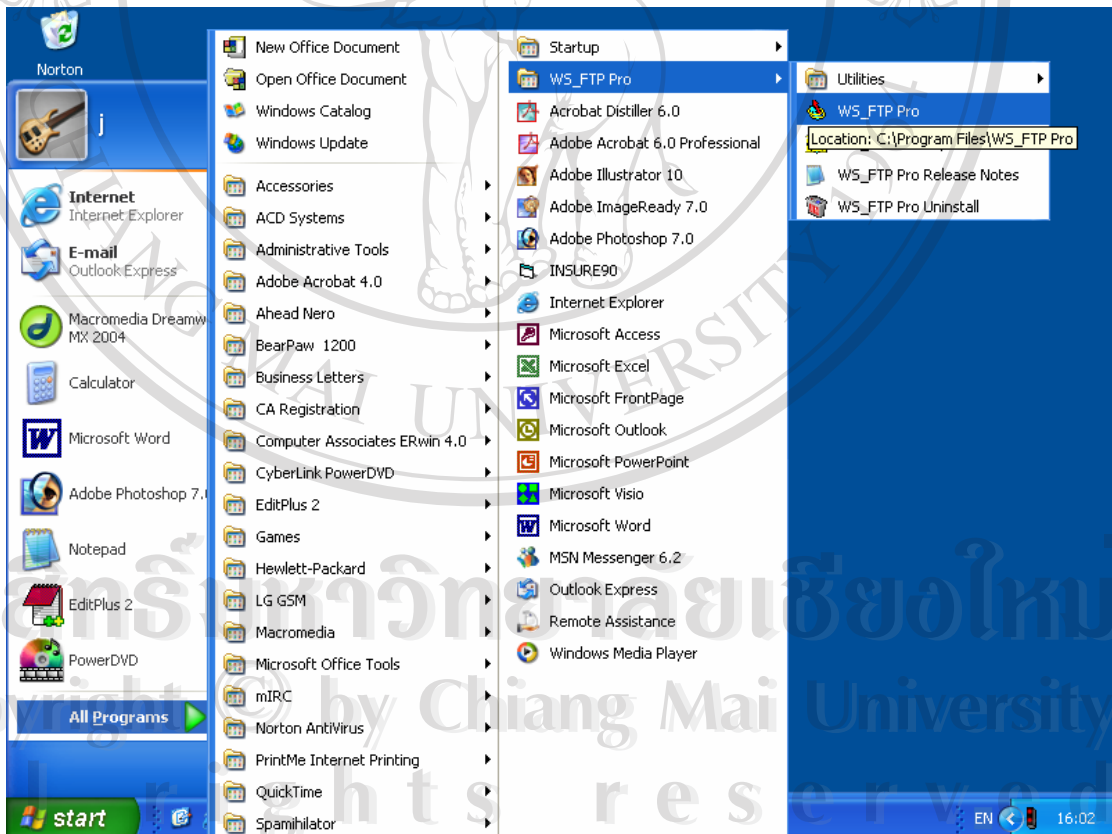 Norton
j
Internet
Internet Explorer
E-mail
Outlook Express
Macromedia Dreamw
MX 2004
Calculator
Microsoft Word
Adobe Photoshop 7.
Notepad
EditPlus 2
PowerDVD
All Programs
start
New Office Document
Open Office Document
Windows Catalog
Windows Update
Accessories
ACD Systems
Administrative Tools
Adobe Acrobat 4.0
Ahead Nero
BearPaw 1200
Business Letters
CA Registration
Computer Associates ERwin 4.0
CyberLink PowerDVD
EditPlus 2
Games
Hewlett-Packard
LG GSM
Macromedia
Microsoft Office Tools
mIRC
Norton AntiVirus
PrintMe Internet Printing
QuickTime
Spamihilator
Startup
WS_FTP Pro
Acrobat Distiller 6.0
Adobe Acrobat 6.0 Professional
Adobe Illustrator 10
Adobe ImageReady 7.0
Adobe Photoshop 7.0
INSURE90
Internet Explorer
Microsoft Access
Microsoft Excel
Microsoft FrontPage
Microsoft Outlook
Microsoft PowerPoint
Microsoft Visio
Microsoft Word
MSN Messenger 6.2
Outlook Express
Remote Assistance
Windows Media Player
Utilities
WS_FTP Pro
Location: C:\Program Files\WS_FTP Pro
WS_FTP Pro Release Notes
WS_FTP Pro Uninstall
EN
16:02
MAI UNIVERSITY
มหาวิทยาลัยเชียงใหม
© by Chiang Mai University
rights reserved